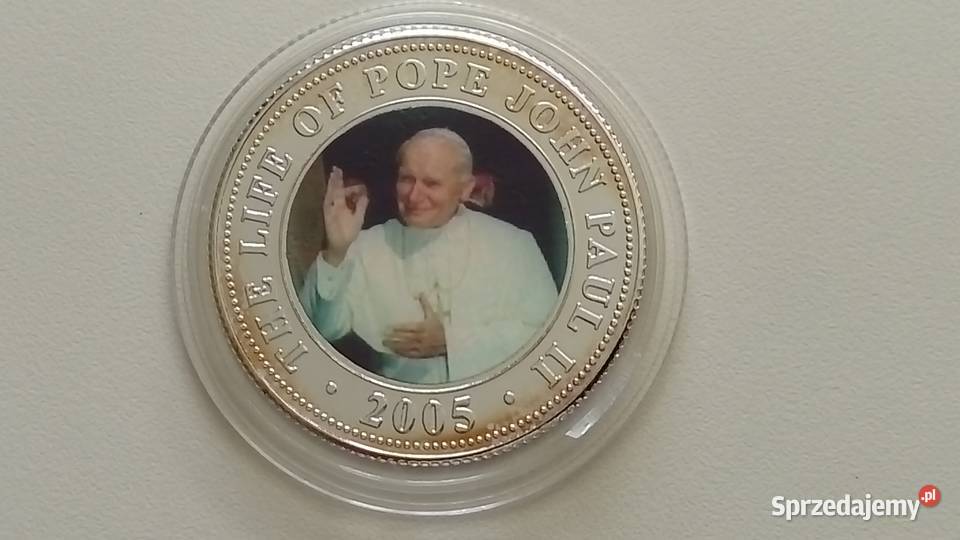 THE LIFE OF POPE JOHN PAUL II
• 2005 •
Sprzedajemy.pl